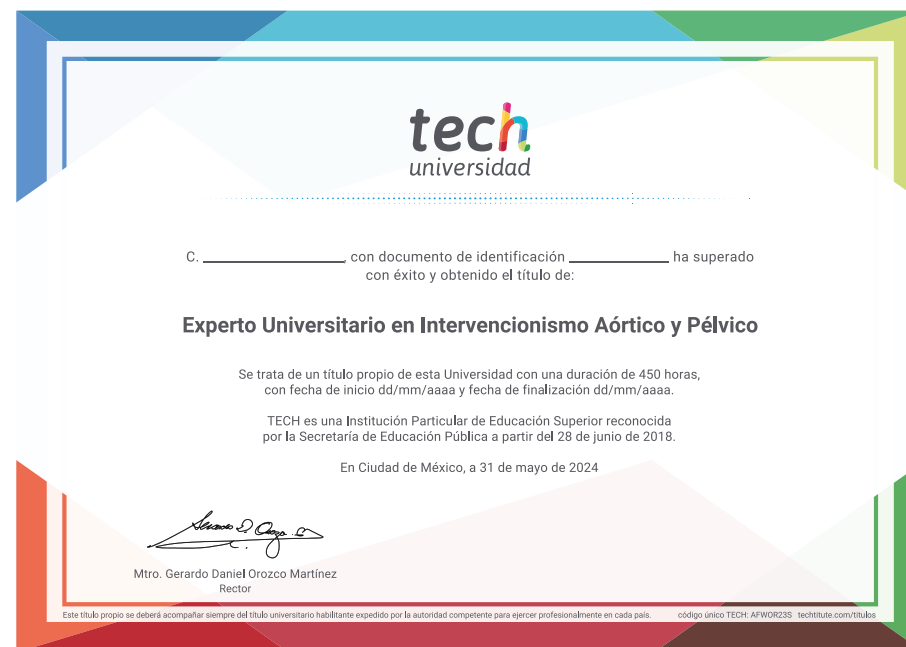 tech
universidad
C. ____________________, con documento de identificación ______________ ha superado
con éxito y obtenido el título de:
Experto Universitario en Intervencionismo Aórtico y Pélvico
Se trata de un título propio de esta Universidad con una duración de 450 horas,
con fecha de inicio dd/mm/aaaa y fecha de finalización dd/mm/aaaa.
TECH es una Institución Particular de Educación Superior reconocida
por la Secretaría de Educación Pública a partir del 28 de junio de 2018.
En Ciudad de México, a 31 de mayo de 2024
Mtro. Gerardo Daniel Orozco Martínez
Rector
Este título propio se deberá acompañar siempre del título universitario habilitante expedido por la autoridad competente para ejercer profesionalmente en cada país. código único TECH: AFWOR23S techtitute.com/titulos